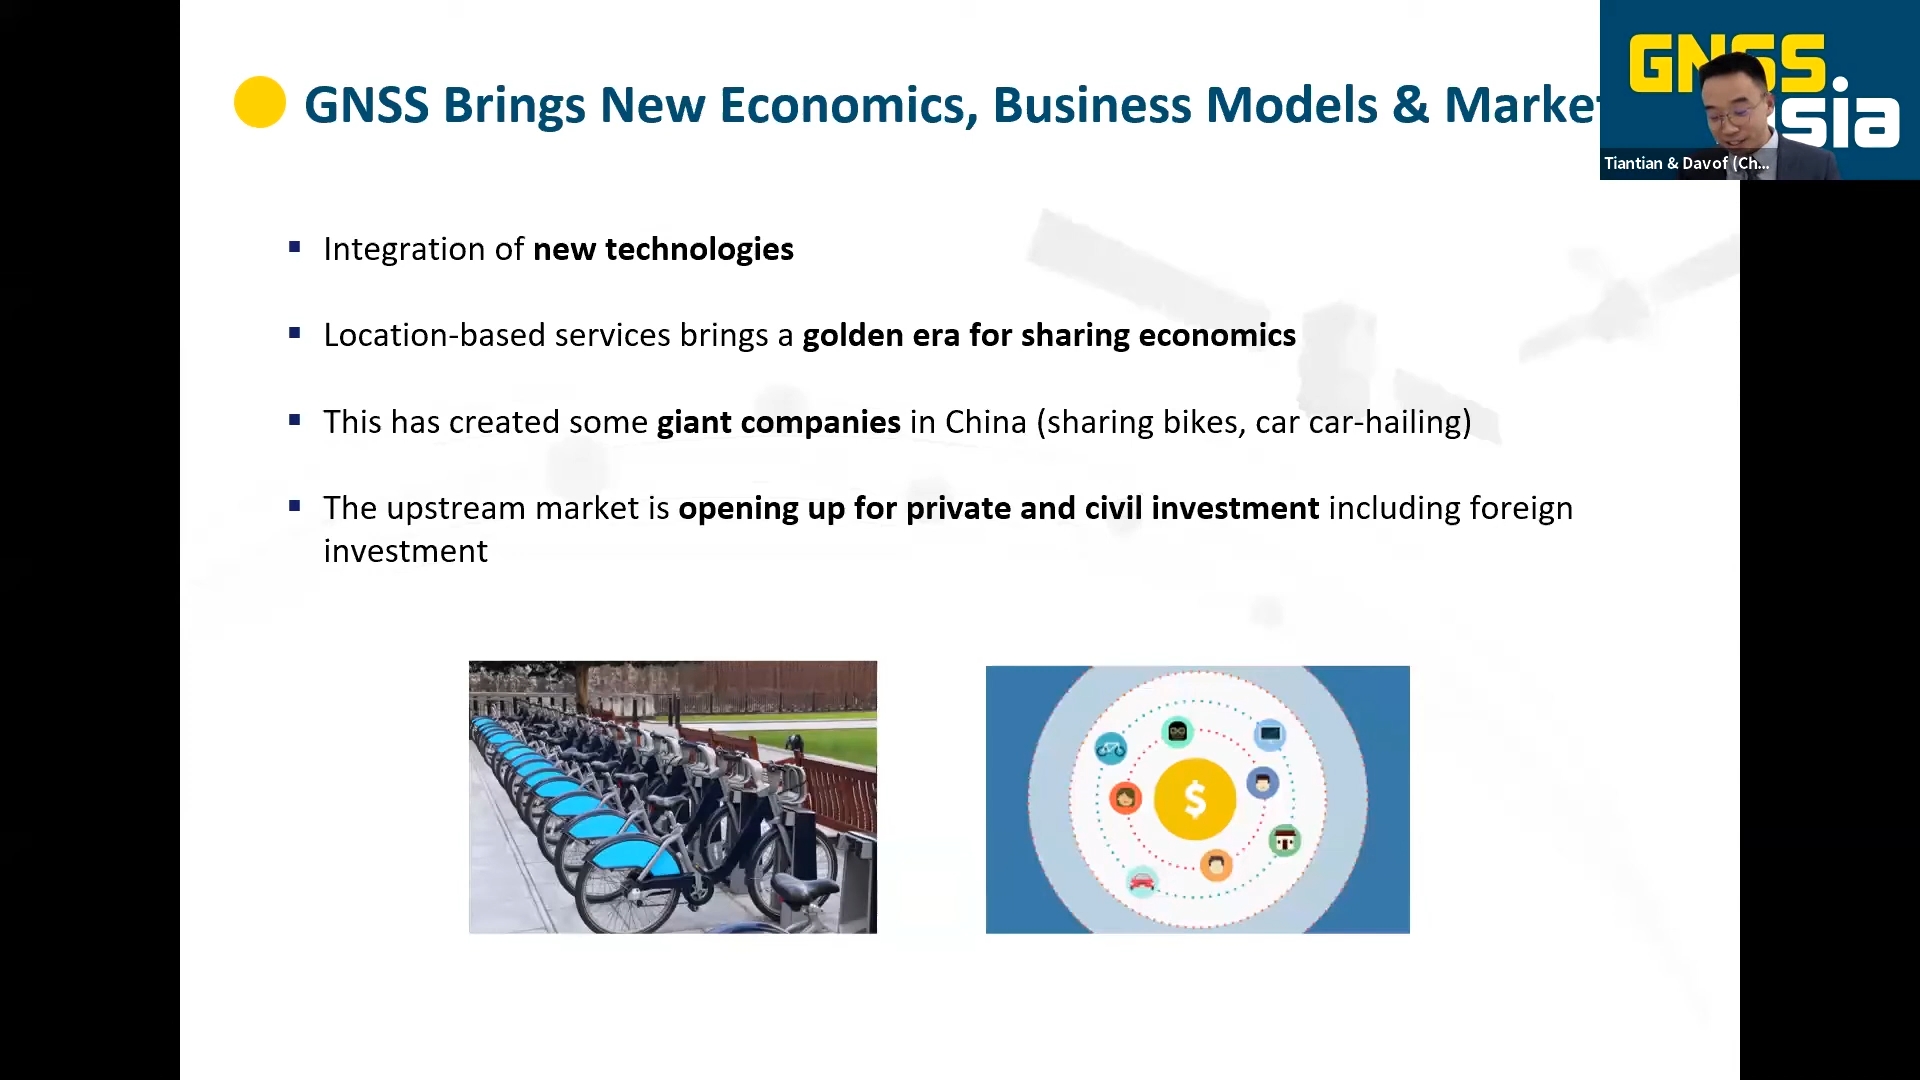 GNSS Brings New Economics, Business Models & Marke
GNSS
sia
Tiantian & Davof (Ch...
Integration of new technologies
Location-based services brings a golden era for sharing economics
This has created some giant companies in China (sharing bikes, car car-hailing)
The upstream market is opening up for private and civil investment including foreign
investment
$